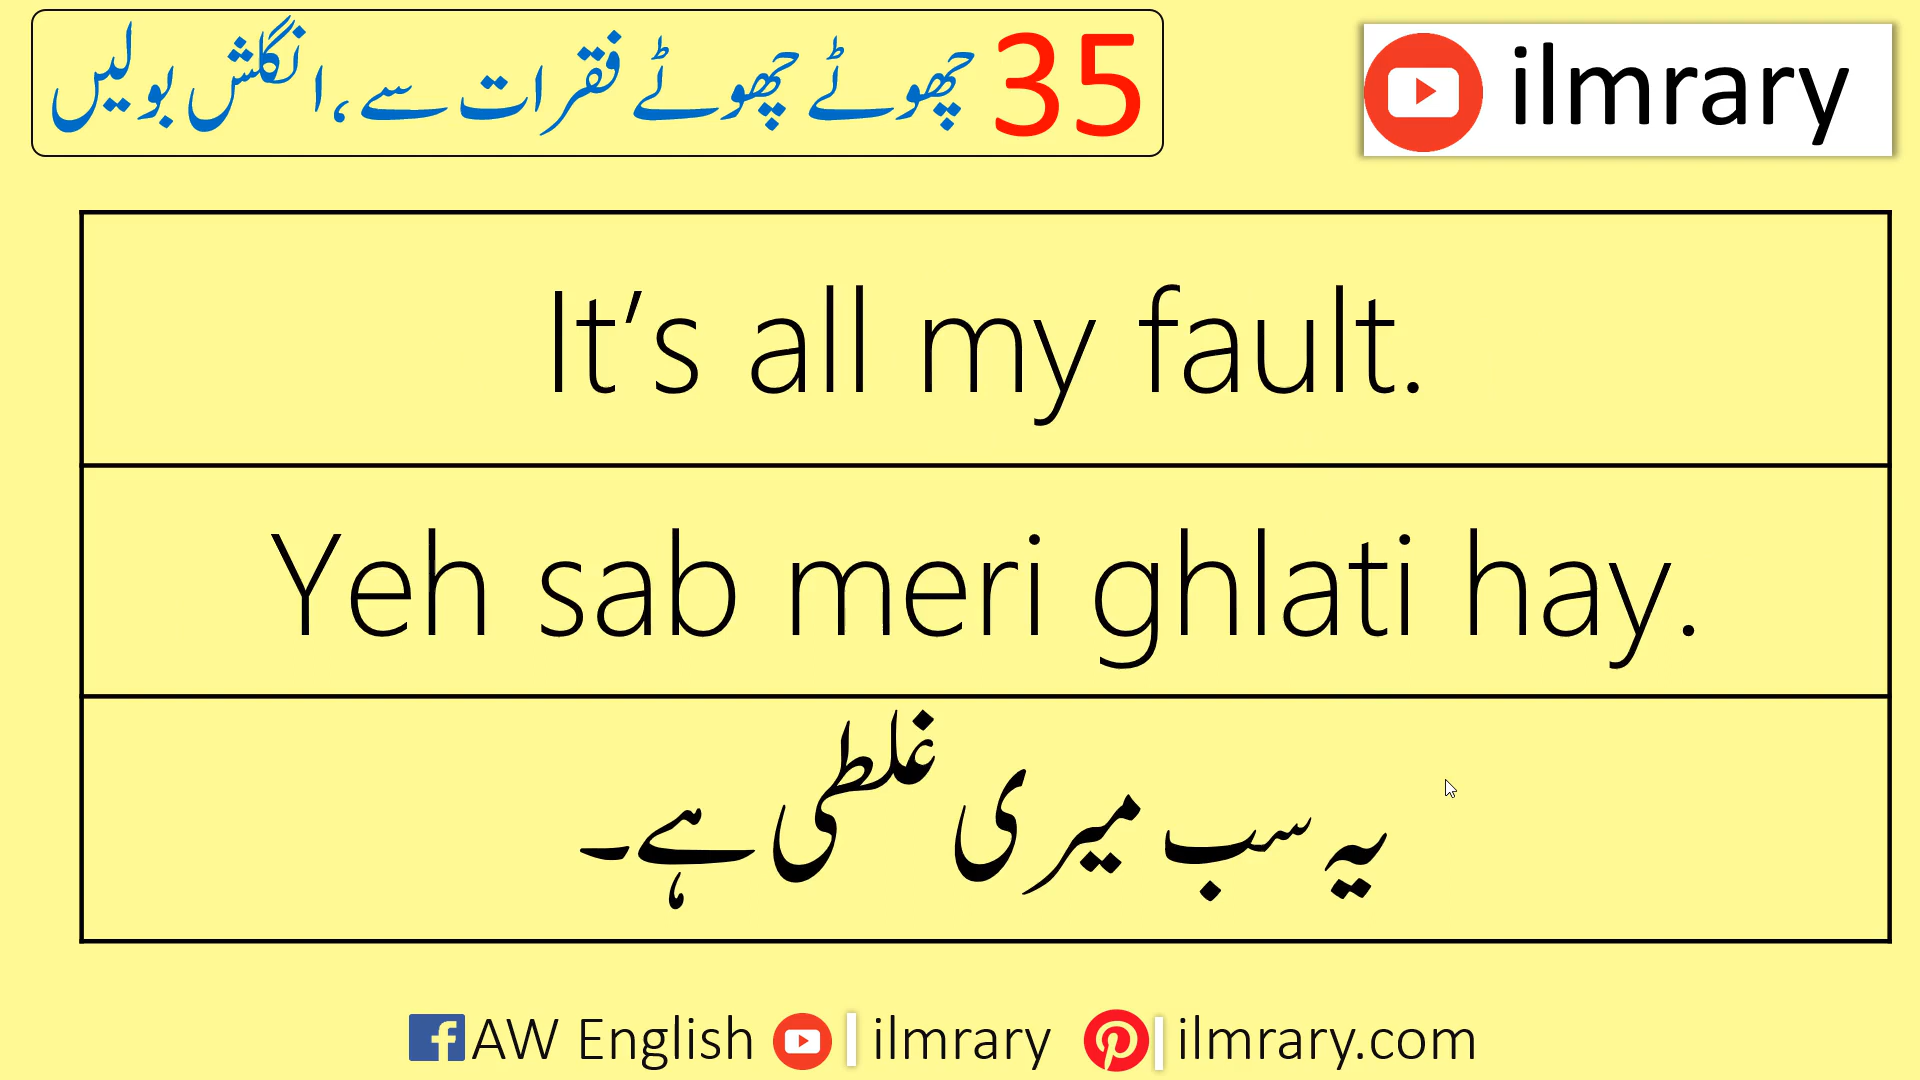 35 چھوٹے چھوٹے فقرات سے، انگلش بولیں
ilmrary
It’s all my fault.
Yeh sab meri ghlati hay.
یہ سب میری غلطی ہے۔
AW English | ilmrary | ilmrary.com